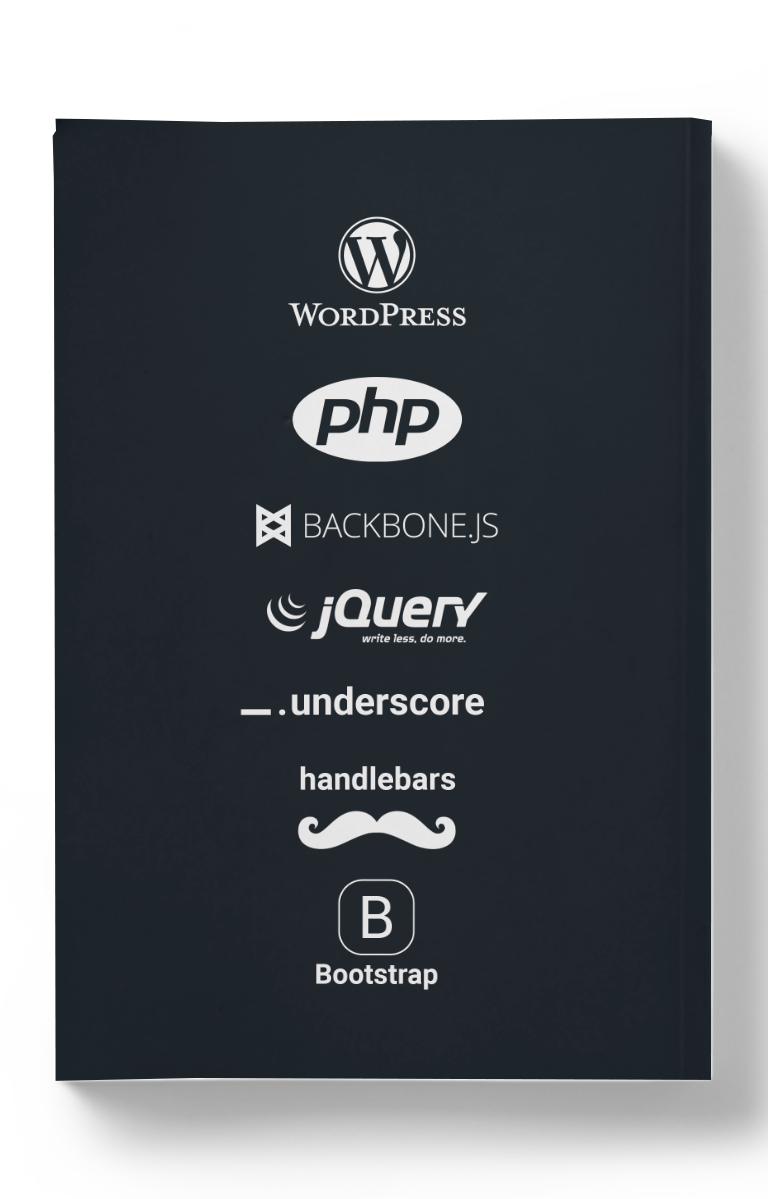 W
WORDPRESS
php
BACKBONE.JS
jQuery
write less, do more.
_.underscore
handlebars
B
Bootstrap